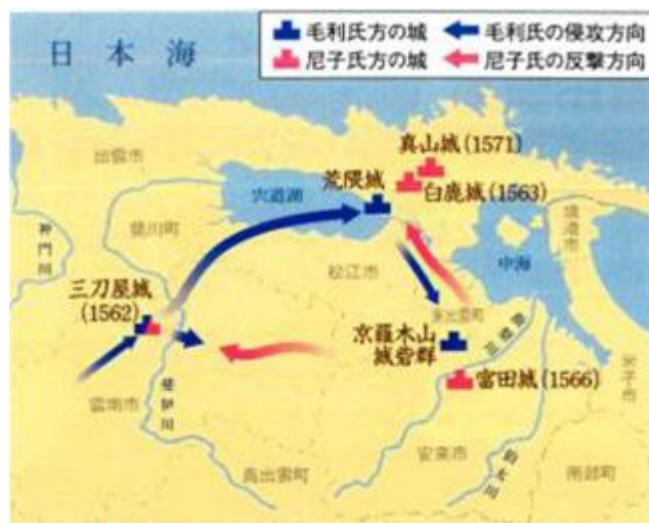 毛利氏方の城
毛利氏の侵攻方向
尼子氏方の城
尼子氏の反撃方向
日本海
真山城(1571)
出雲市
荒隈城
白鹿城(1563)
宍道湖
斐川町
境港市
神門川
松江市
中海
三刀屋城
(1562)
東出雲町
京羅木山
城砦群
富田城(1566)
米子市
雲南市
斐伊川
安来市
伯太川
奥出雲町
南部町